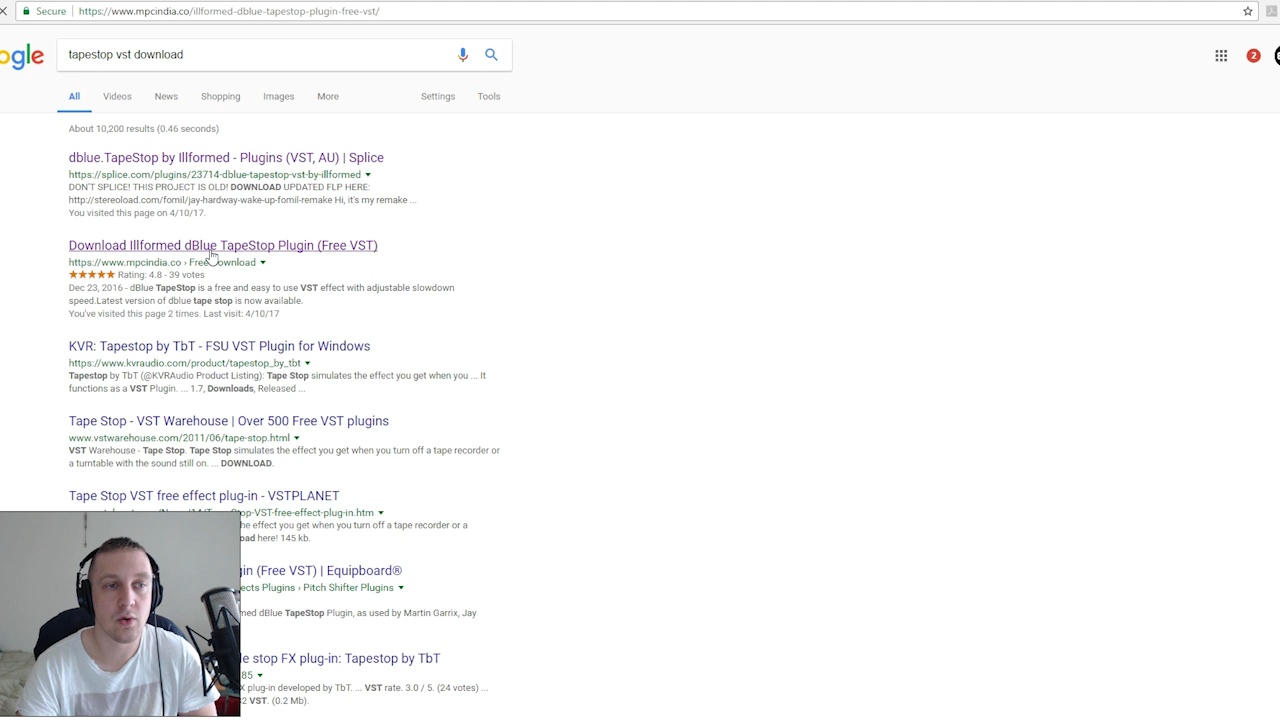 Secure https://www.mpcindia.co/illformed-dblue-tapestop-plugin-free-vst/
ogle
tapestop vst download
2
All Videos News Shopping Images More Settings Tools
About 10,200 results (0.46 seconds)
dblue.TapeStop by Illformed - Plugins (VST, AU) | Splice
https://splice.com/plugins/23714-dblue-tapestop-vst-by-illformed
DON'T SPLICE! THIS PROJECT IS OLD! DOWNLOAD UPDATED FLP HERE:
http://stereoload.com/fomil/jay-hardway-wake-up-fomil-remake Hi, it's my remake ...
You visited this page on 4/10/17.
Download Illformed dBlue TapeStop Plugin (Free VST)
https://www.mpcindia.co › Free Download
Rating: 4.8 - 39 votes
Dec 23, 2016 - dBlue TapeStop is a free and easy to use VST effect with adjustable slowdown
speed.Latest version of dblue tape stop is now available.
You've visited this page 2 times. Last visit: 4/10/17
KVR: Tapestop by TbT - FSU VST Plugin for Windows
https://www.kvraudio.com/product/tapestop_by_tbt
Tapestop by TbT (@KVRAudio Product Listing): Tape Stop simulates the effect you get when you ... It
functions as a VST Plugin. ... 1.7, Downloads, Released ...
Tape Stop - VST Warehouse | Over 500 Free VST plugins
www.vstwarehouse.com/2011/06/tape-stop.html
VST Warehouse - Tape Stop. Tape Stop simulates the effect you get when you turn off a tape recorder or
a turntable with the sound still on. ... DOWNLOAD.
Tape Stop VST free effect plug-in - VSTPLANET
op-VST-free-effect-plug-in.htm
he effect you get when you turn off a tape recorder or a
oad here! 145 kb.
gin (Free VST) | Equipboard®
ects Plugins › Pitch Shifter Plugins
med dBlue TapeStop Plugin, as used by Martin Garrix, Jay
le stop FX plug-in: Tapestop by TbT
85
X plug-in developed by TbT. ... VST rate. 3.0 / 5. (24 votes) ...
32 VST. (0.2 Mb).